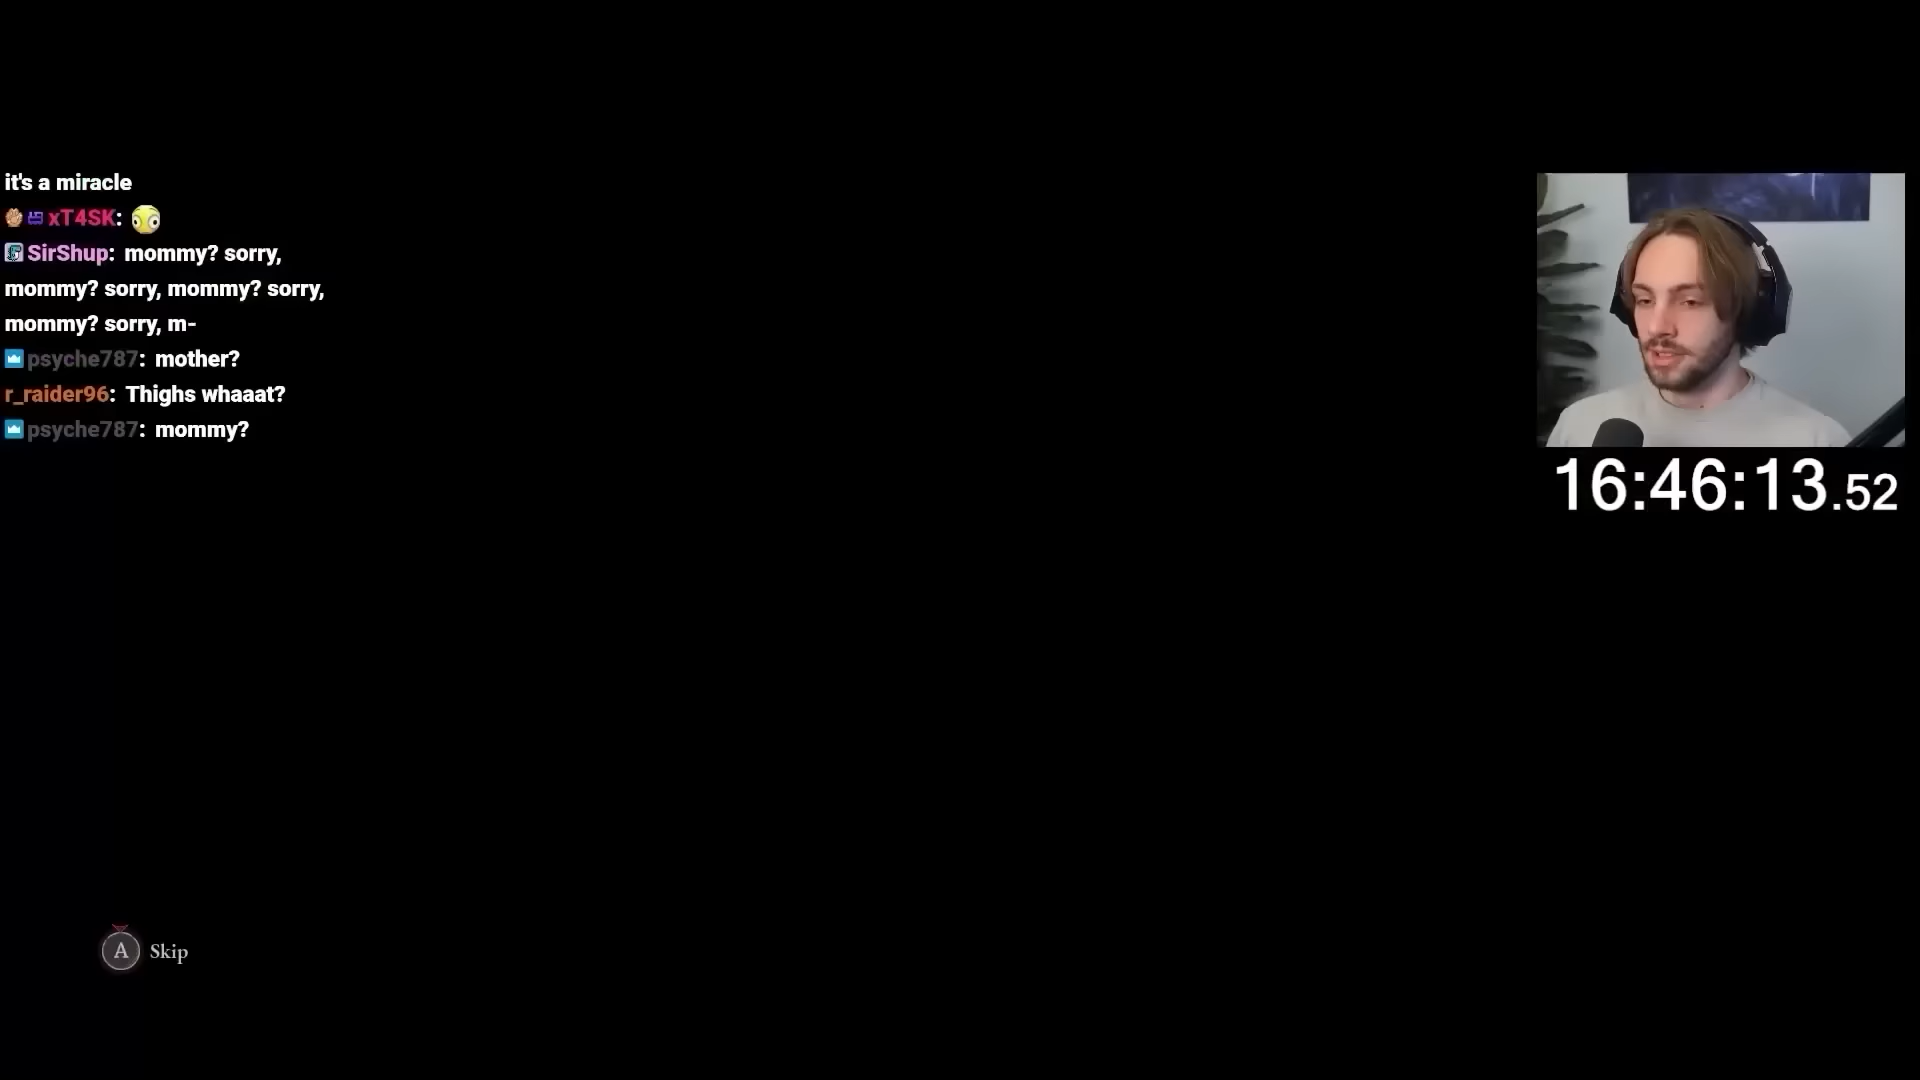 it's a miracle
xT4SK:
SirShup: mommy? sorry,
mommy? sorry, mommy? sorry,
mommy? sorry, m-
psyche787: mother?
r_raider96: Thighs whaaat?
psyche787: mommy?
16:46:13.52
A Skip